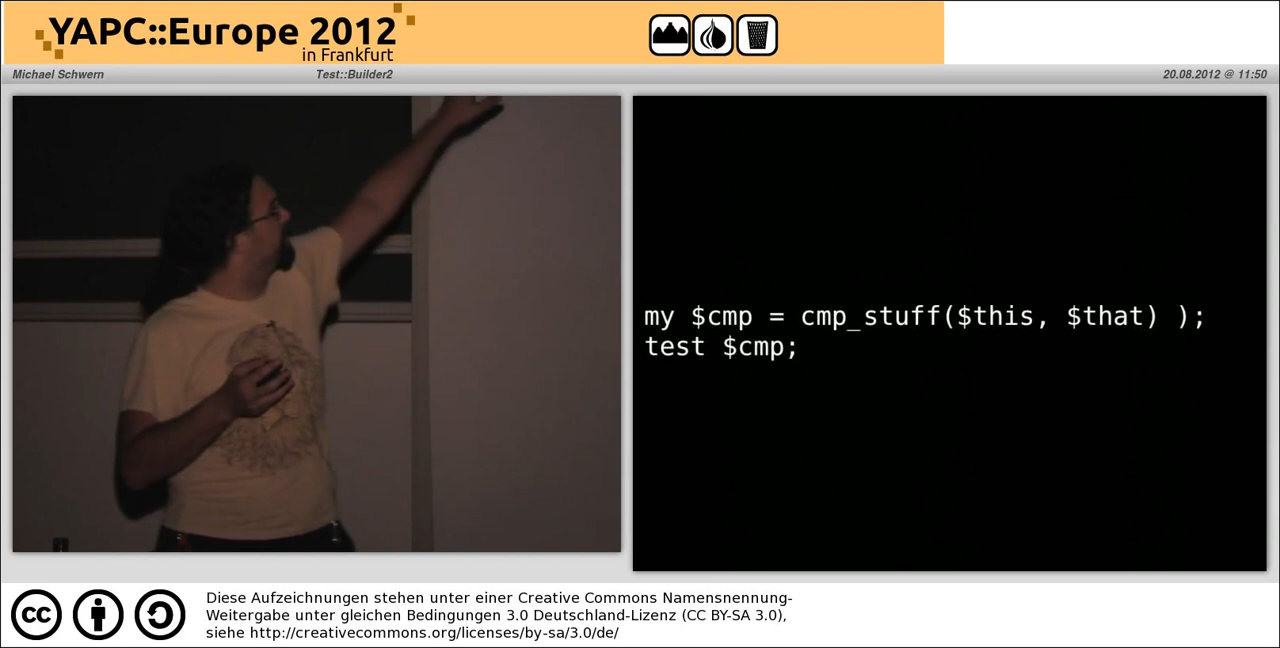 YAPC::Europe 2012
in Frankfurt
Michael Schwern
Test::Builder2
20.08.2012 @ 11:50
my $cmp = cmp_stuff($this, $that) );
test $cmp;
cc
Diese Aufzeichnungen stehen unter einer Creative Commons Namensnennung-
Weitergabe unter gleichen Bedingungen 3.0 Deutschland-Lizenz (CC BY-SA 3.0),
siehe http://creativecommons.org/licenses/by-sa/3.0/de/